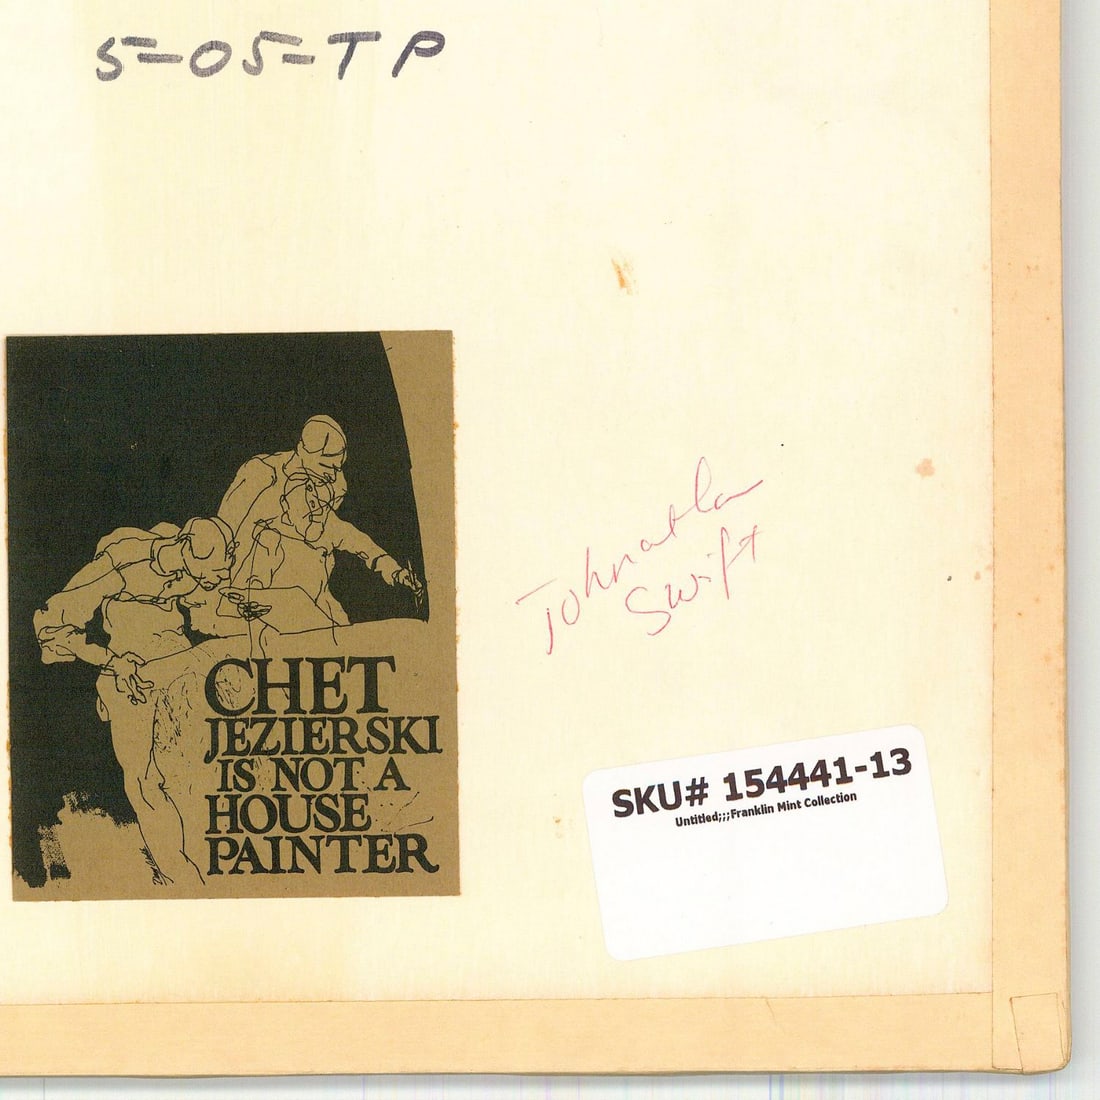 5-05-TP
CHET
JEZIERSKI
IS NOT A
HOUSE
PAINTER
Johnathan
Swift
SKU# 154441-13
Untitled;;;Franklin Mint Collection